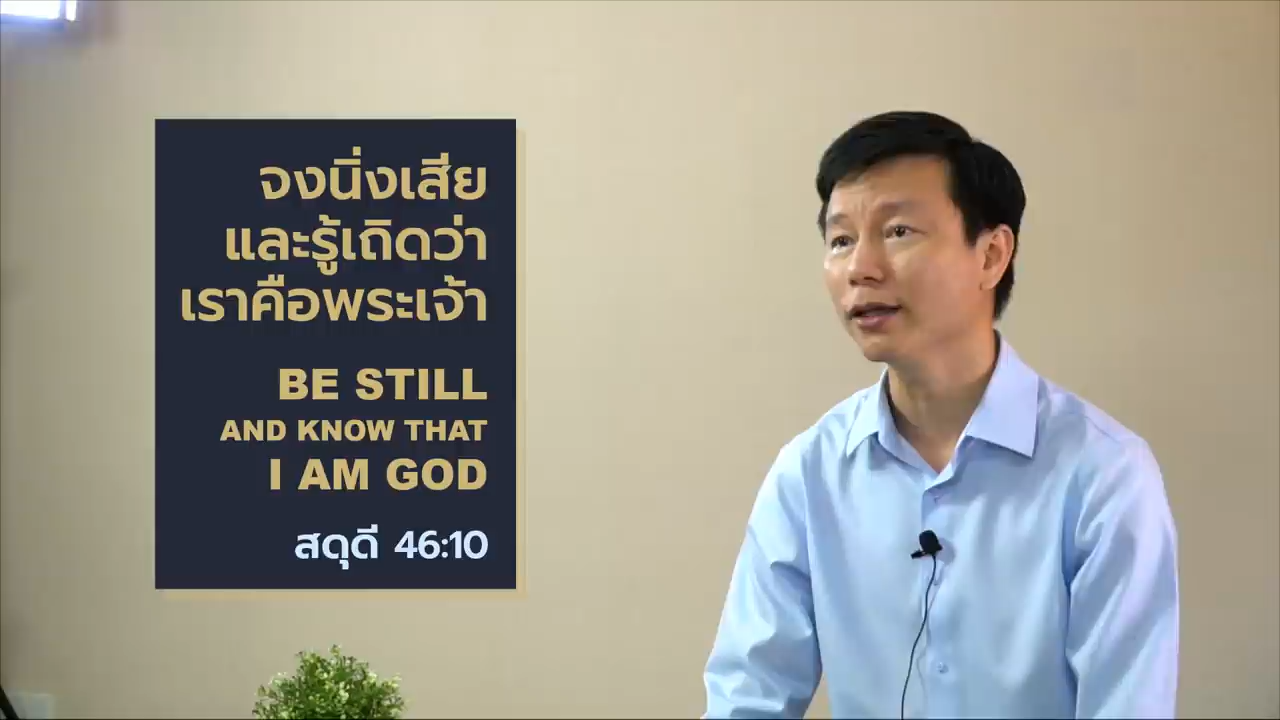 จงนิ่งเสีย
และรู้เถิดว่า
เราคือพระเจ้า
BE STILL
AND KNOW THAT
I AM GOD
สดุดี 46:10